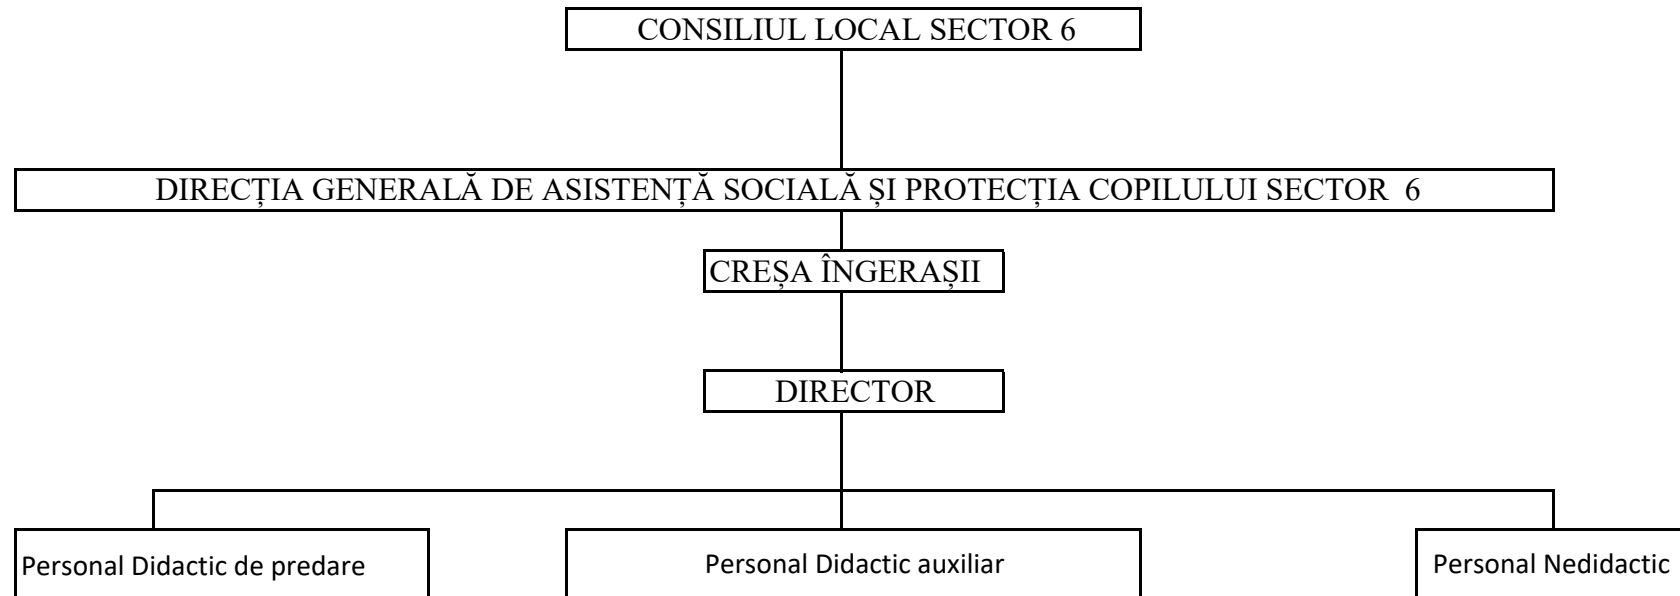 CONSILIUL LOCAL SECTOR 6
DIRECȚIA GENERALĂ DE ASISTENȚĂ SOCIALĂ ȘI PROTECȚIA COPILULUI SECTOR 6
CREȘA ÎNGERAȘII
DIRECTOR
Personal Didactic de predare
Personal Didactic auxiliar
Personal Nedidactic